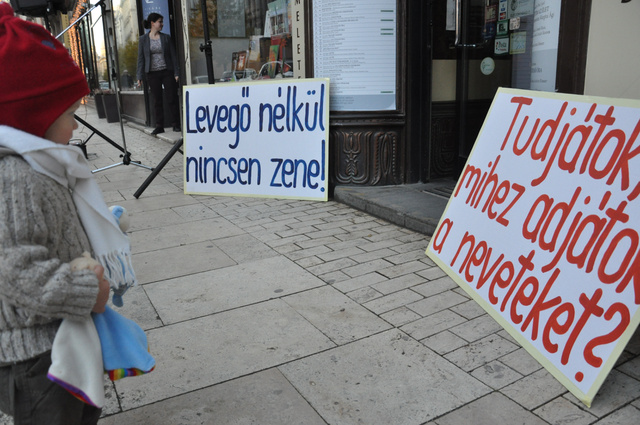 Levegő nélkül
nincsen zene!
Tudjátok
mihez adjátok
a neveteket?